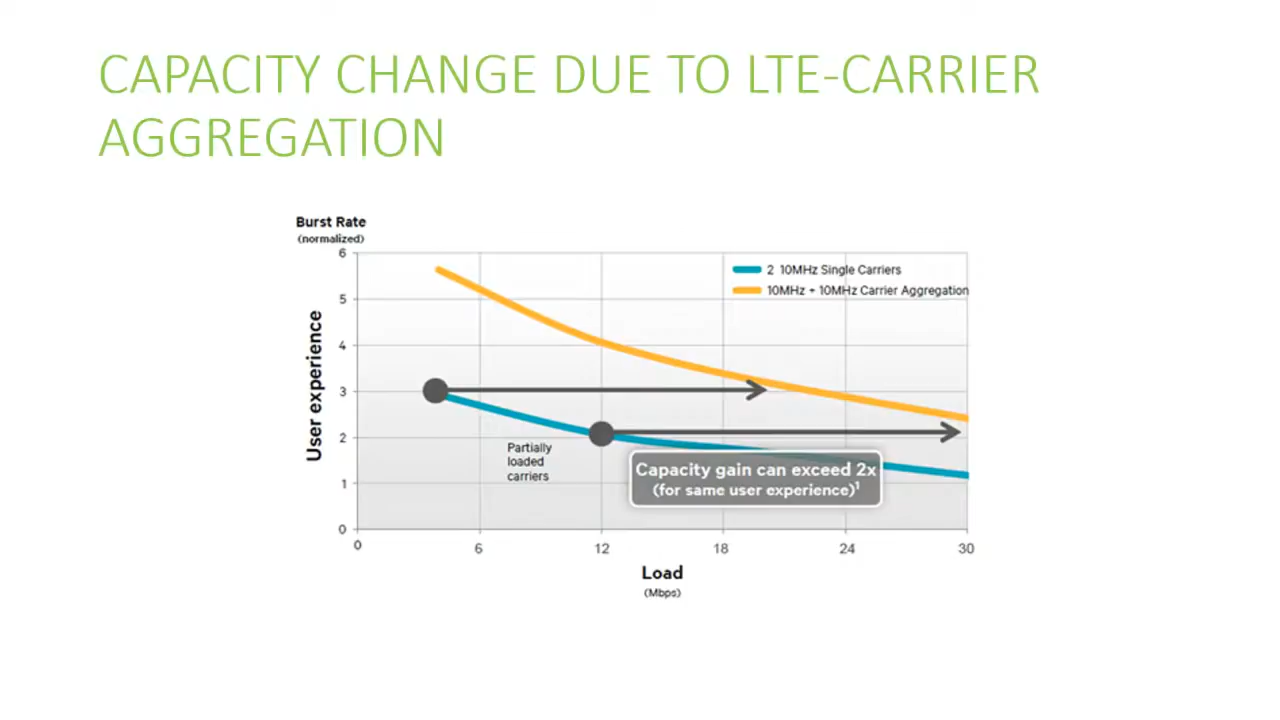 CAPACITY CHANGE DUE TO LTE-CARRIER
AGGREGATION
Burst Rate
(normalized)
6
5
4
3
2
1
0
User experience
2 10MHz Single Carriers
10MHz + 10MHz Carrier Aggregation
Partially
loaded
carriers
Capacity gain can exceed 2x
(for same user experience)1
0 6 12 18 24 30
Load
(Mbps)